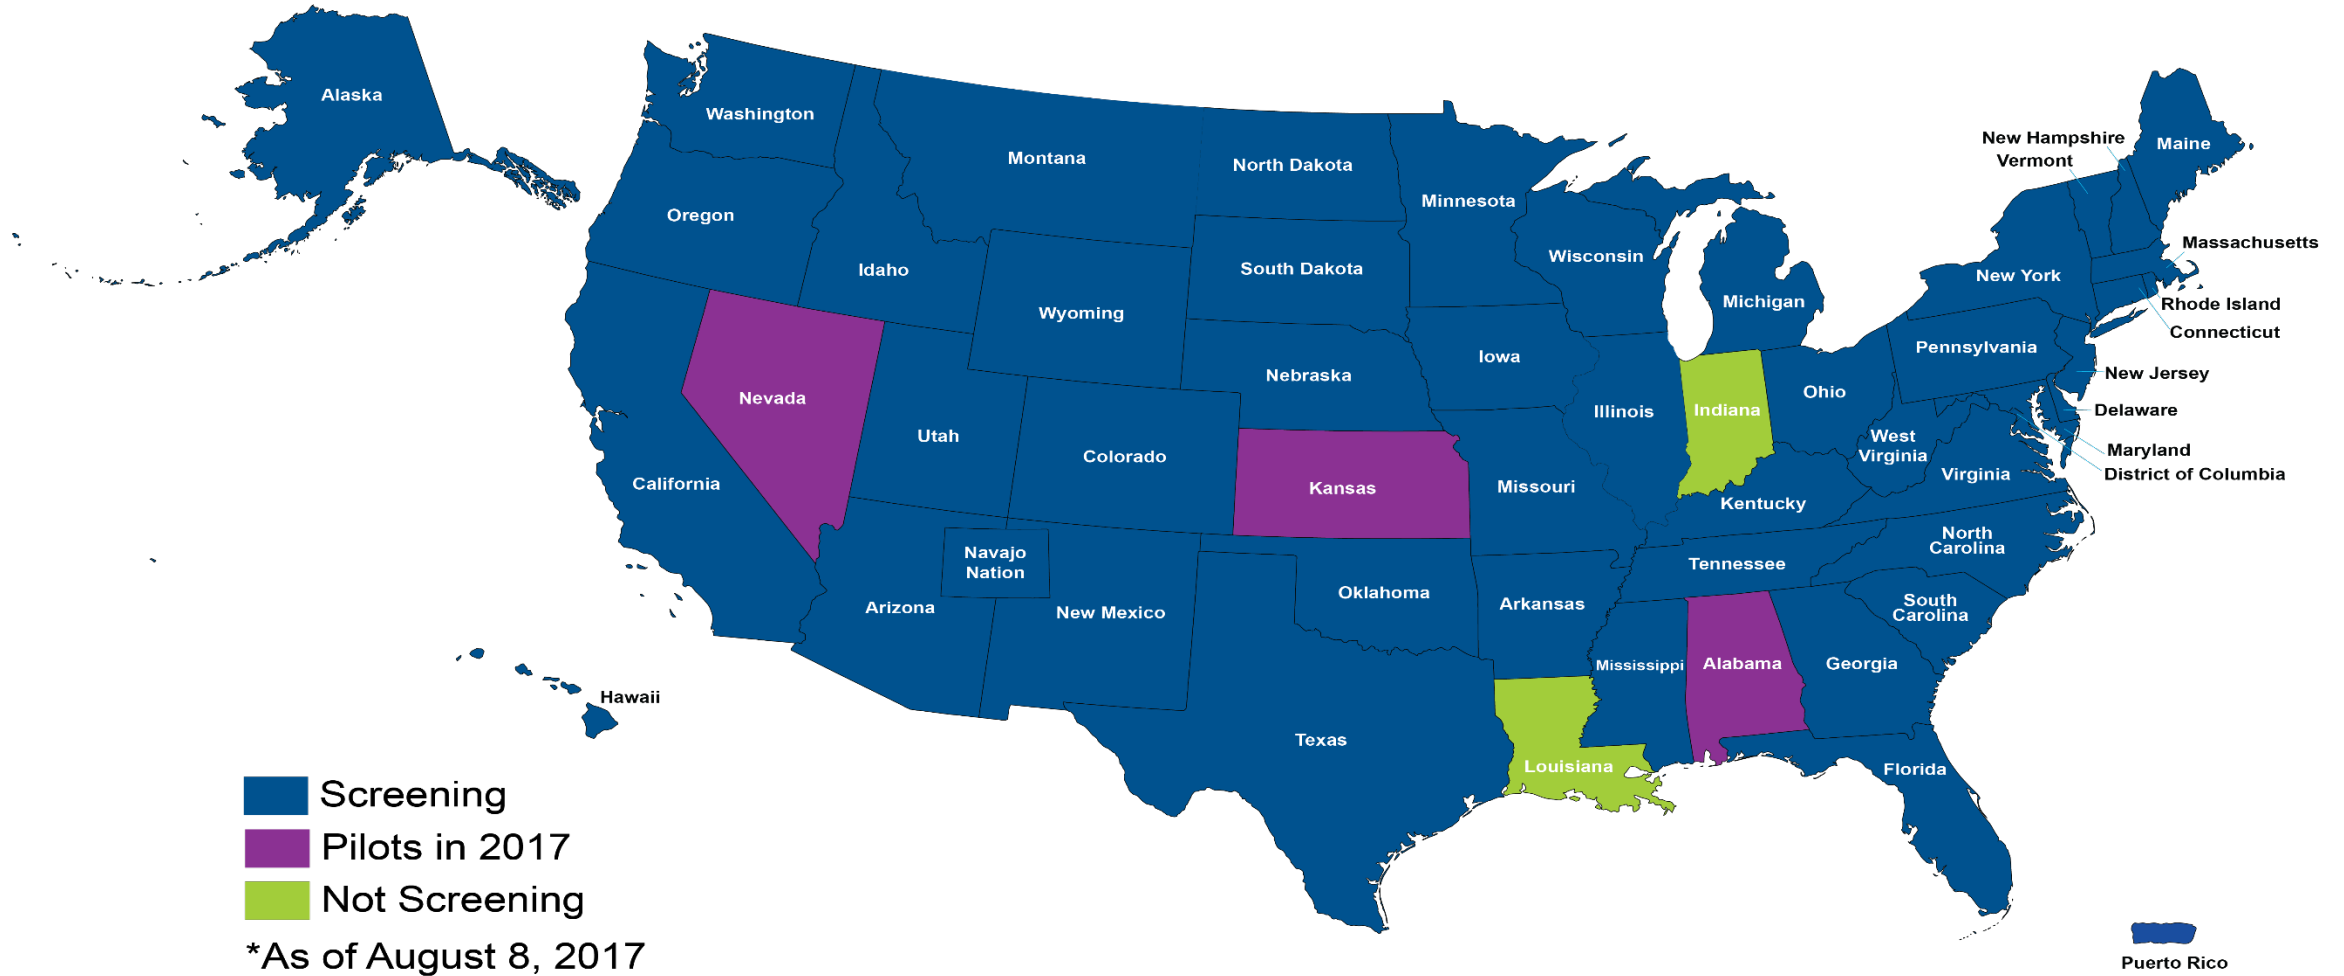 Alaska
Washington
Montana
North Dakota
Minnesota
New Hampshire
Vermont
Maine
Oregon
Idaho
Wyoming
South Dakota
Wisconsin
Michigan
New York
Massachusetts
Rhode Island
Connecticut
Nebraska
Iowa
Pennsylvania
New Jersey
Nevada
Utah
Colorado
Kansas
Missouri
Illinois
Indiana
Ohio
West
Virginia
Virginia
Delaware
Maryland
District of Columbia
California
Kentucky
Navajo
Nation
Arizona
New Mexico
Oklahoma
Arkansas
Tennessee
North
Carolina
South
Carolina
Mississippi
Alabama
Georgia
Hawaii
Texas
Louisiana
Florida
Puerto Rico
Screening
Pilots in 2017
Not Screening
*As of August 8, 2017